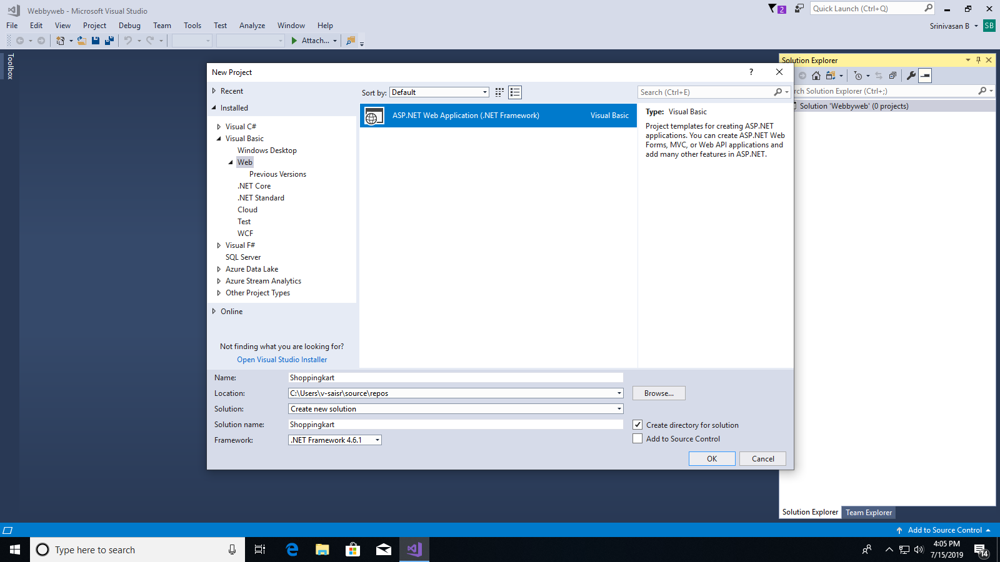 Webbyweb - Microsoft Visual Studio
2
Quick Launch (Ctrl+Q)
File Edit View Project Debug Team Tools Test Analyze Window Help
Srinivasan B SB
Attach...
Toolbox
New Project
?
Recent
Installed
Visual C#
Visual Basic
Windows Desktop
Web
Previous Versions
.NET Core
.NET Standard
Cloud
Test
WCF
Visual F#
SQL Server
Azure Data Lake
Azure Stream Analytics
Other Project Types
Online
Not finding what you are looking for?
Open Visual Studio Installer
Sort by: Default
ASP.NET Web Application (.NET Framework) Visual Basic
Search (Ctrl+E)
Type: Visual Basic
Project templates for creating ASP.NET
applications. You can create ASP.NET Web
Forms, MVC, or Web API applications and
add many other features in ASP.NET.
Name: Shoppingkart
Location: C:\Users\v-saisr\source\repos
Browse...
Solution: Create new solution
Solution name: Shoppingkart
Create directory for solution
Framework: .NET Framework 4.6.1
Add to Source Control
OK Cancel
Solution Explorer
rch Solution Explorer (Ctrl+;)
Solution 'Webbyweb' (0 projects)
Solution Explorer Team Explorer
Add to Source Control
Type here to search
4:05 PM
7/15/2019
14